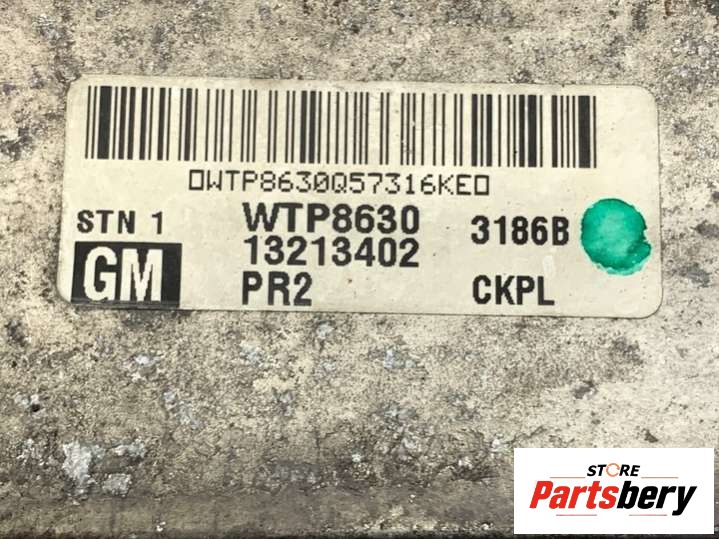 0WTP8630Q57316KE0
STN 1 WTP8630 3186B
13213402
GM PR2 CKPL
STORE
Partsbery